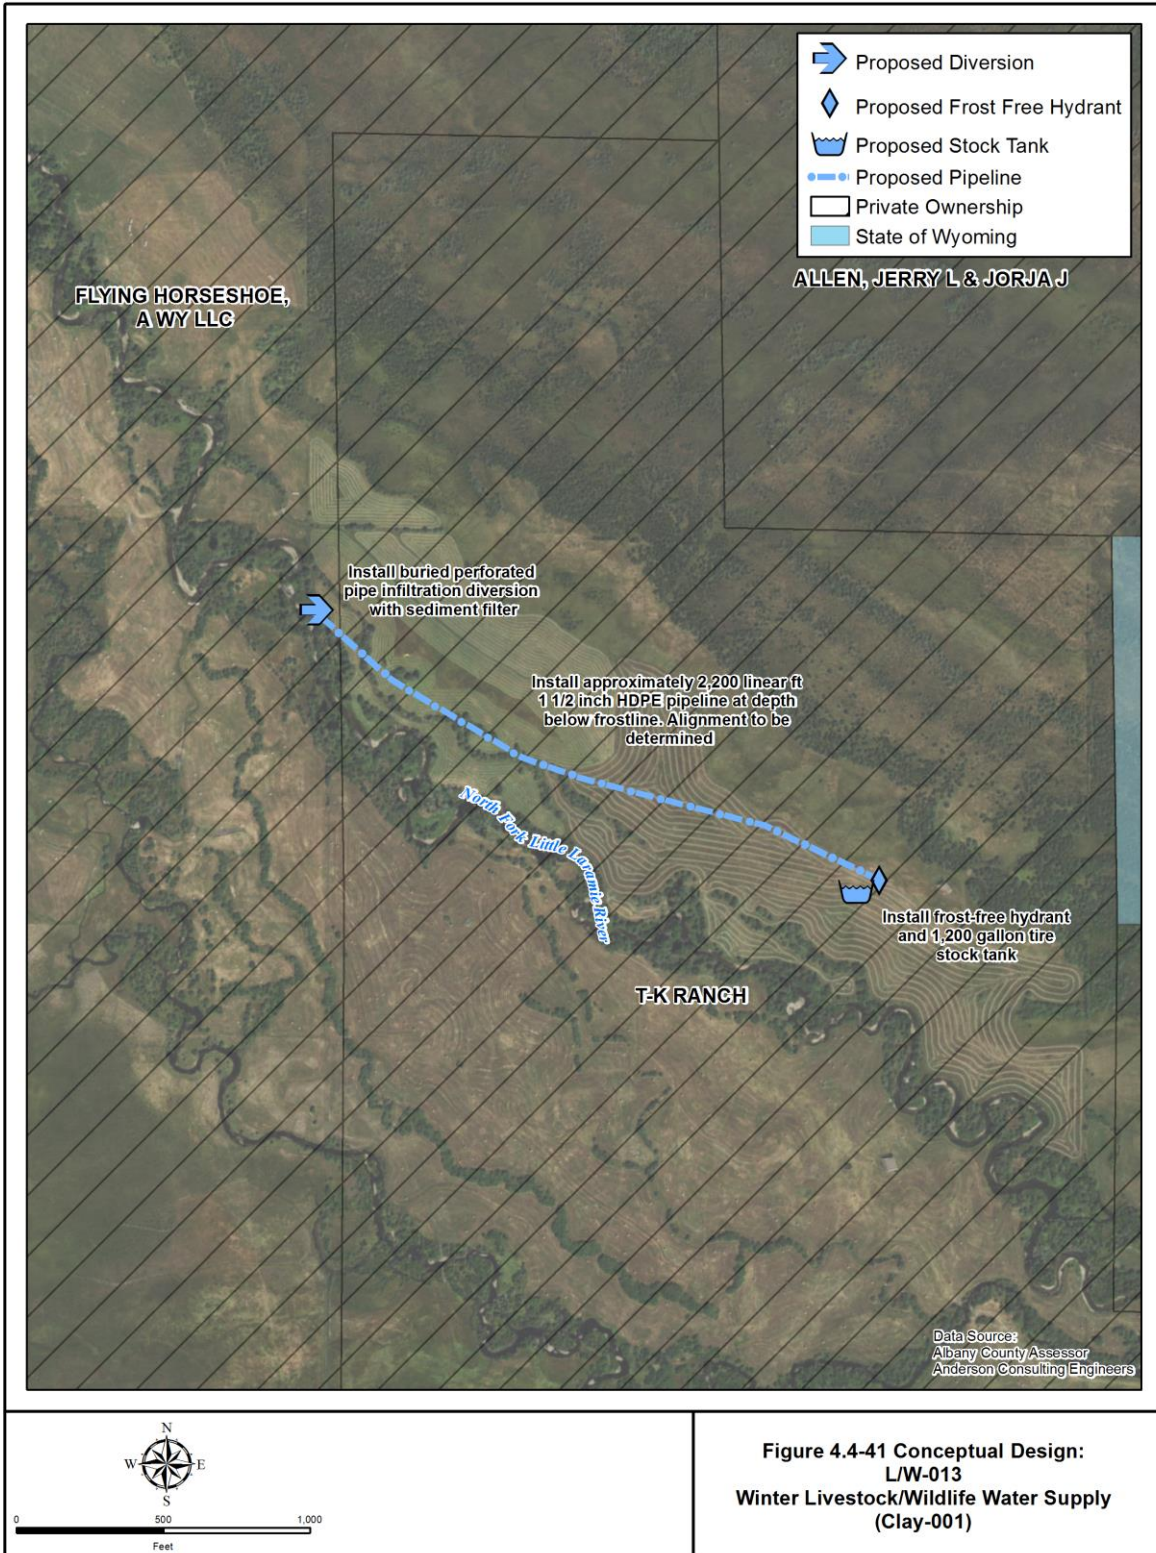 Proposed Diversion
Proposed Frost Free Hydrant
Proposed Stock Tank
Proposed Pipeline
Private Ownership
State of Wyoming
ALLEN, JERRY L & JORJA J
FLYING HORSESHOE,
A WY LLC
Install buried perforated
pipe infiltration diversion
with sediment filter
Install approximately 2,200 linear ft
1 1/2 inch HDPE pipeline at depth
below frostline. Alignment to be
determined
North Fork Little Laramie River
Install frost-free hydrant
and 1,200 gallon tire
stock tank
T-K RANCH
Data Source:
Albany County Assessor
Anderson Consulting Engineers
N
W E
S
0 500 1,000
Feet
Figure 4.4-41 Conceptual Design:
L/W-013
Winter Livestock/Wildlife Water Supply
(Clay-001)